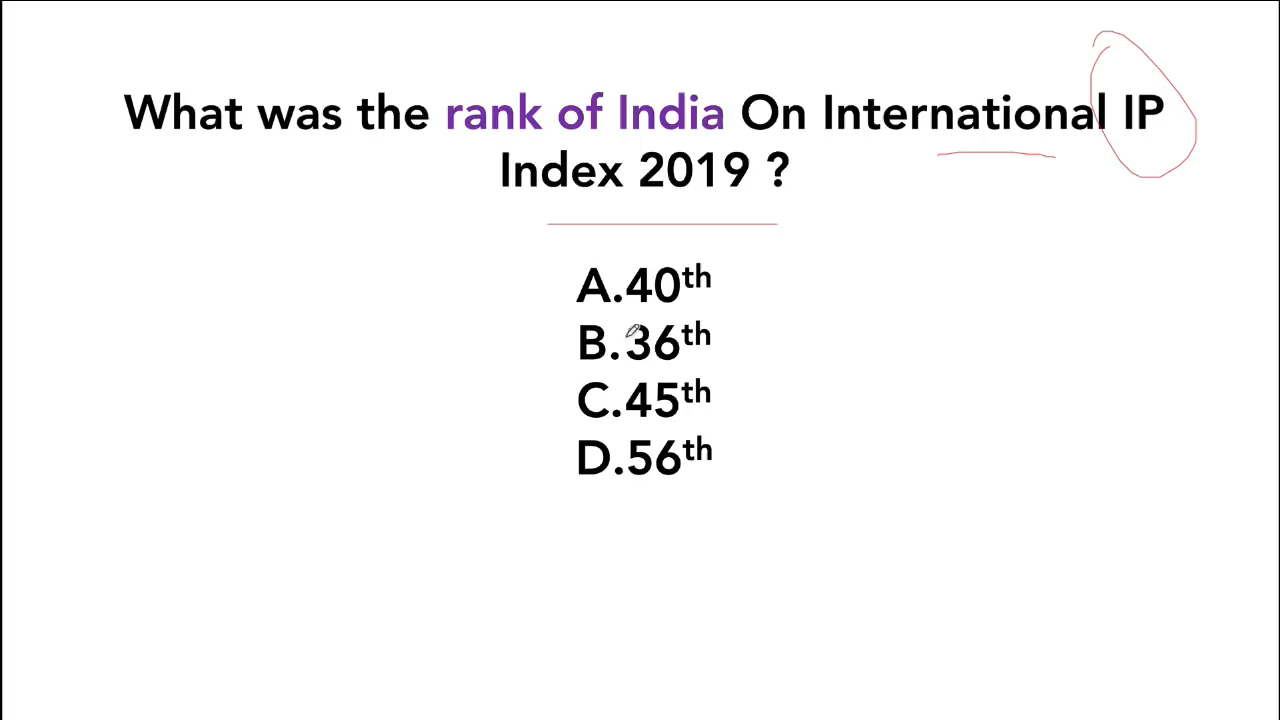 What was the rank of India On International IP
Index 2019 ?
A.40th
B.36th
C.45th
D.56th